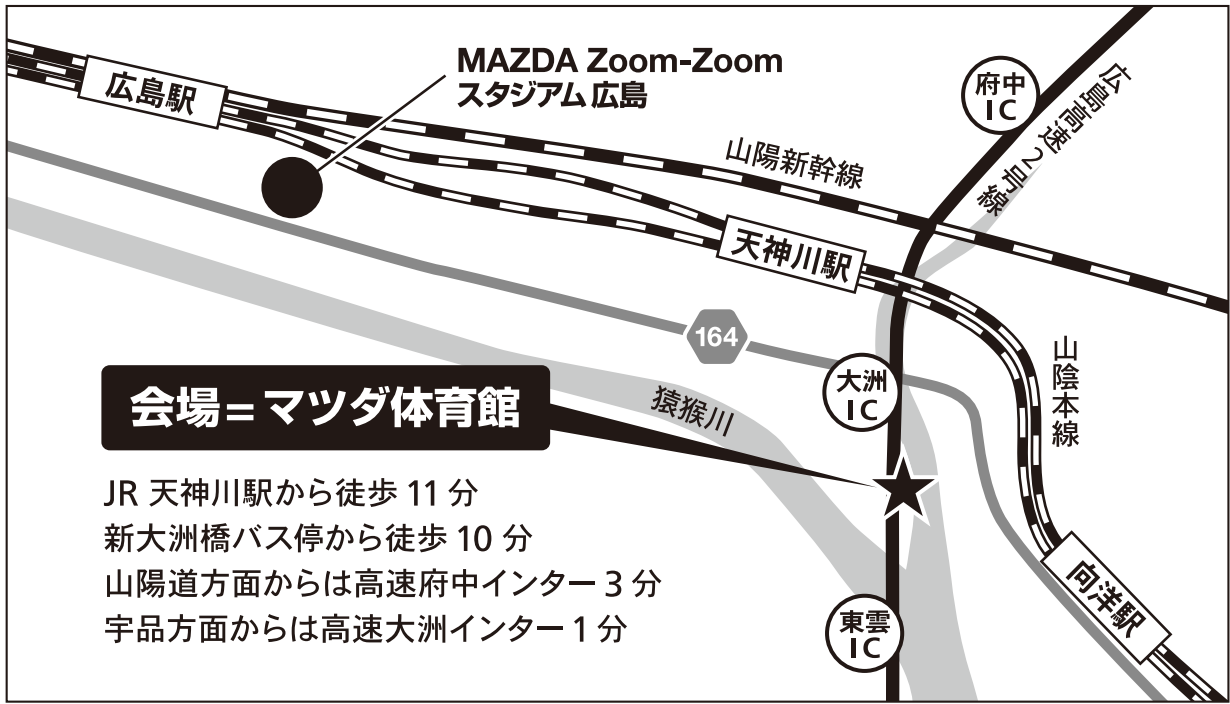 MAZDA Zoom-Zoom
スタジアム広島
広島駅
府中
IC
広島高速2号線
山陽新幹線
天神川駅
164
大洲
IC
山陰本線
猿猴川
会場=マツダ体育館
JR 天神川駅から徒歩 11 分
新大洲橋バス停から徒歩 10 分
山陽道方面からは高速府中インター 3 分
宇品方面からは高速大洲インター 1 分
向洋駅
東雲
IC